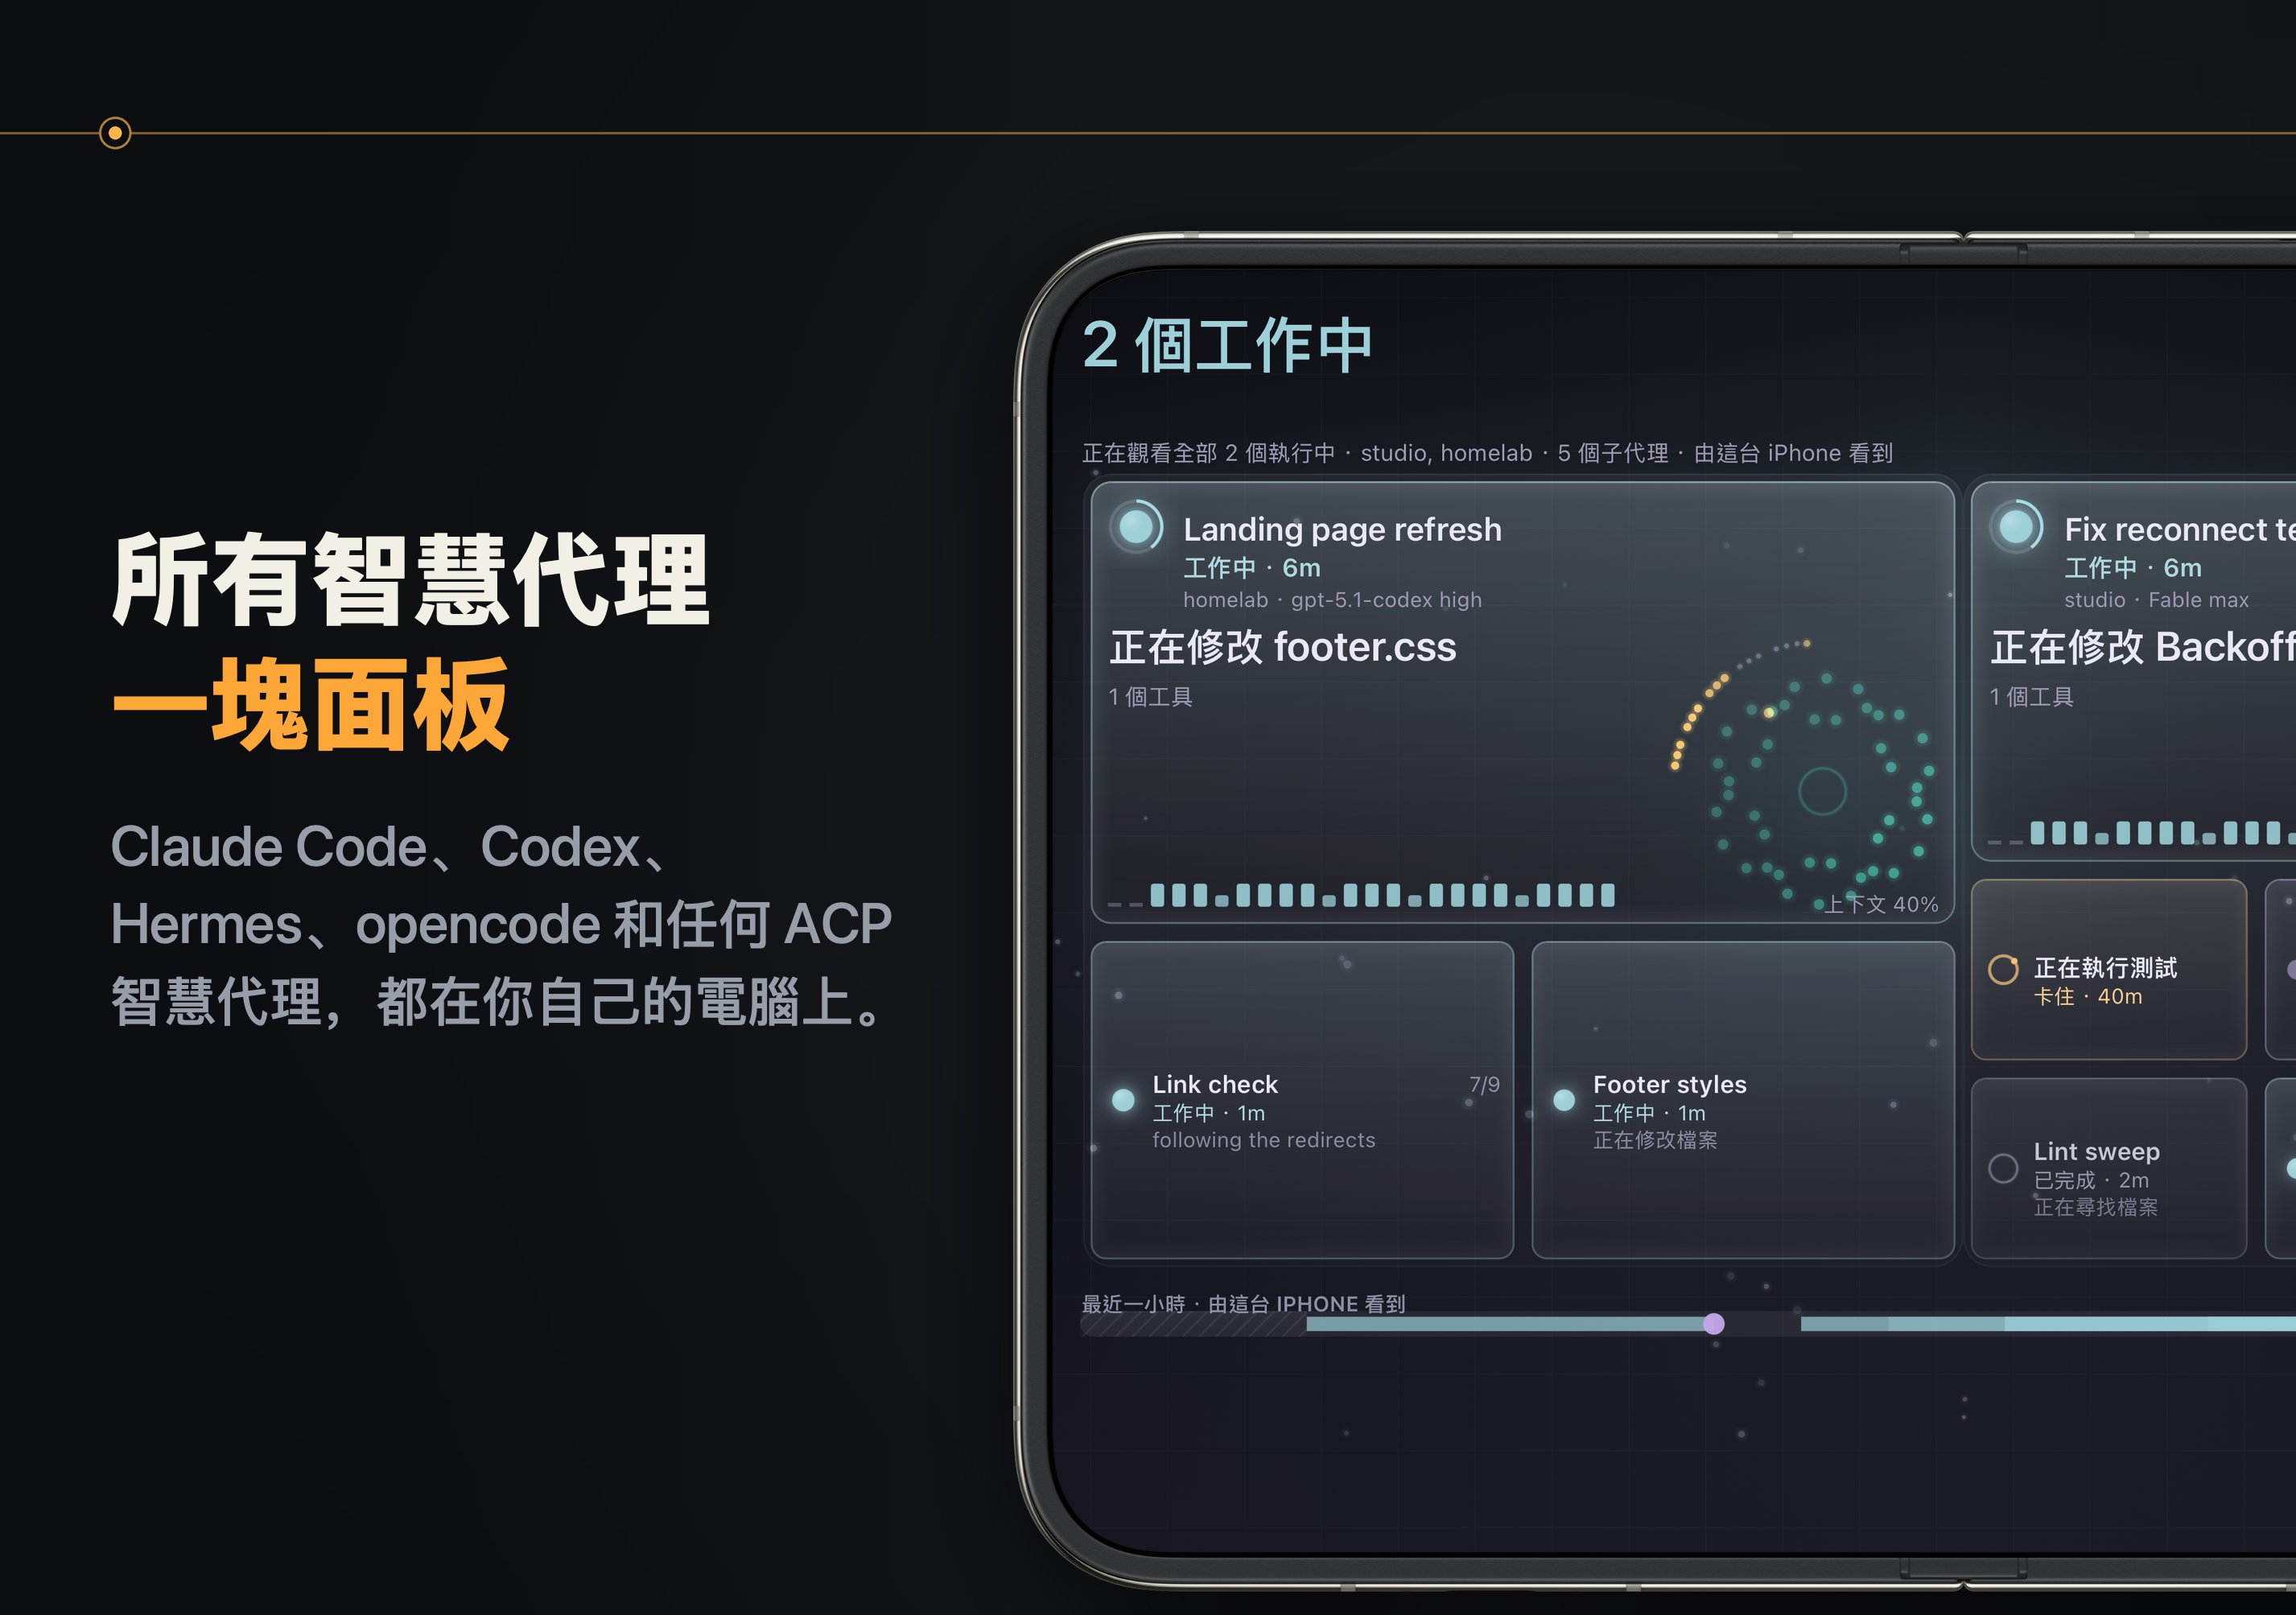 所有智慧代理
一塊面板
Claude Code、Codex、
Hermes、opencode 和任何 ACP
智慧代理，都在你自己的電腦上。
2 個工作中
正在觀看全部 2 個執行中 · studio, homelab · 5 個子代理 · 由這台 iPhone 看到
Landing page refresh
工作中 · 6m
homelab · gpt-5.1-codex high
正在修改 footer.css
1 個工具
上下文 40%
Fix reconnect
工作中 · 6m
studio · Fable max
正在修改 Backoff
1 個工具
Link check
7/9
工作中 · 1m
following the redirects
Footer styles
工作中 · 1m
正在修改檔案
正在執行測試
卡住 · 40m
Lint sweep
已完成 · 2m
正在尋找檔案
最近一小時 · 由這台 IPHONE 看到